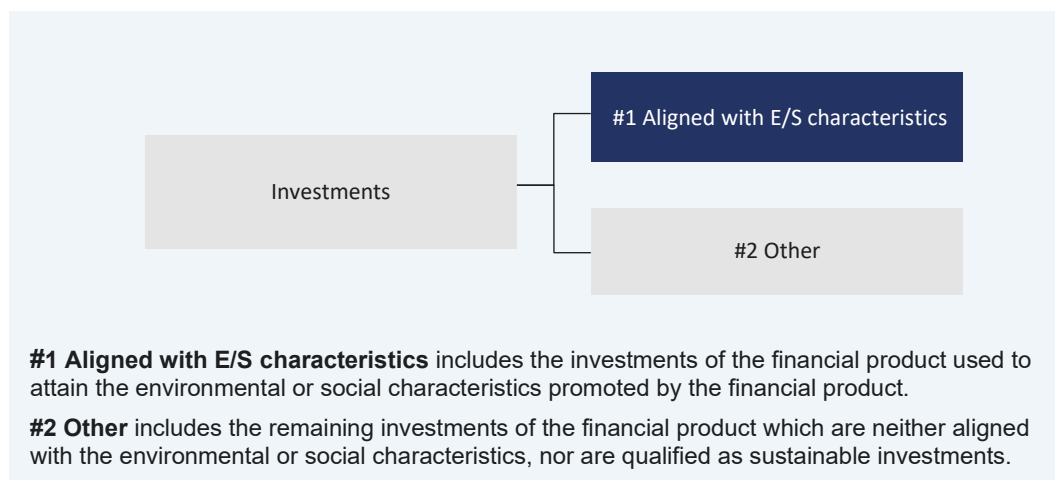 #1 Aligned with E/S characteristics
Investments
#2 Other
#1 Aligned with E/S characteristics includes the investments of the financial product used to
attain the environmental or social characteristics promoted by the financial product.
#2 Other includes the remaining investments of the financial product which are neither aligned
with the environmental or social characteristics, nor are qualified as sustainable investments.